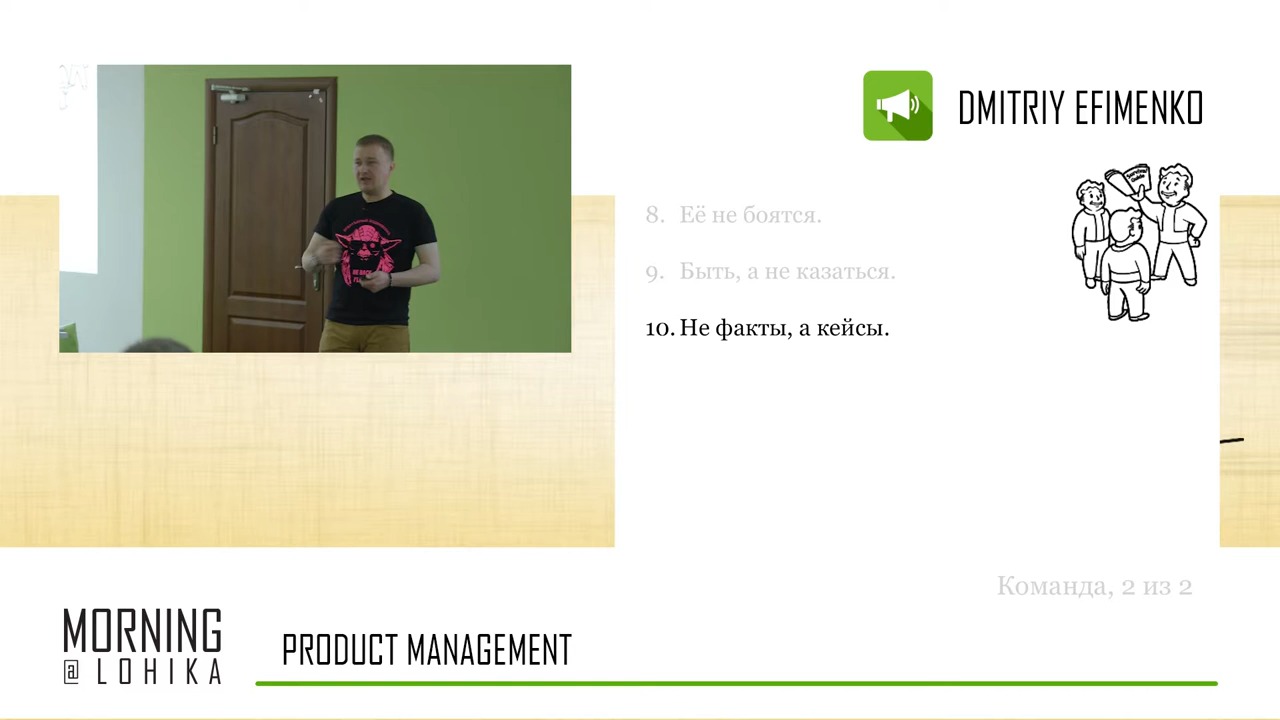 DMITRIY EFIMENKO
8. Её не боятся.
9. Быть, а не казаться.
10. Не факты, а кейсы.
Команда, 2 из 2
MORNING
@ LOHIKA
PRODUCT MANAGEMENT